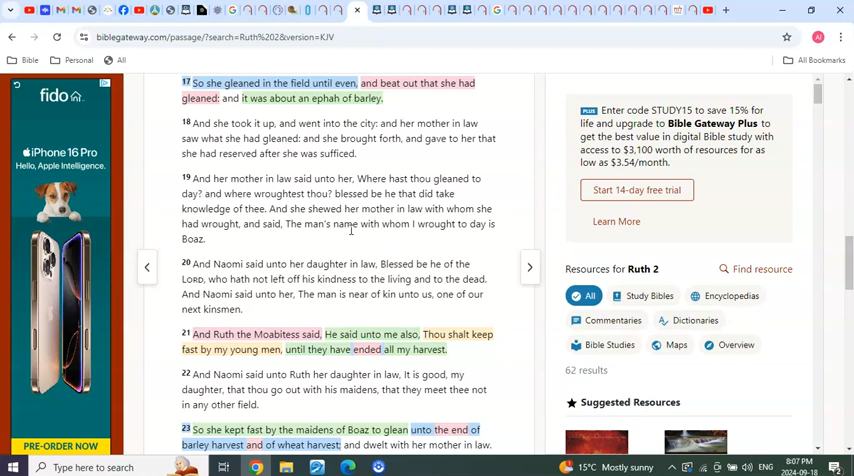 biblegateway.com/passage/?search=Ruth%202&version=KJV
AI
Bible
Personal
All
All Bookmarks
17 So she gleaned in the field until even, and beat out that she had
gleaned: and it was about an ephah of barley.
18 And she took it up, and went into the city: and her mother in law
saw what she had gleaned: and she brought forth, and gave to her that
she had reserved after she was sufficed.
19 And her mother in law said unto her, Where hast thou gleaned to
day? and where wroughtest thou? blessed be he that did take
knowledge of thee. And she shewed her mother in law with whom she
had wrought, and said, The man's name with whom I wrought to day is
Boaz.
20 And Naomi said unto her daughter in law, Blessed be he of the
LORD, who hath not left off his kindness to the living and to the dead.
And Naomi said unto her, The man is near of kin unto us, one of our
next kinsmen.
21 And Ruth the Moabitess said, He said unto me also, Thou shalt keep
fast by my young men, until they have ended all my harvest.
22 And Naomi said unto Ruth her daughter in law, It is good, my
daughter, that thou go out with his maidens, that they meet thee not
in any other field.
23 So she kept fast by the maidens of Boaz to glean unto the end of
barley harvest and of wheat harvest; and dwelt with her mother in law.
fido
iPhone 16 Pro
Hello, Apple Intelligence.
PRE-ORDER NOW
PLUS Enter code STUDY15 to save 15% for
life and upgrade to Bible Gateway Plus to
get the best value in digital Bible study with
access to $3,100 worth of resources for as
low as $3.54/month.
Start 14-day free trial
Learn More
Resources for Ruth 2
Find resource
All
Study Bibles
Encyclopedias
Commentaries
Dictionaries
Bible Studies
Maps
Overview
62 results
Suggested Resources
Type here to search
15°C Mostly sunny
ENG
8:07 PM
2024-09-18